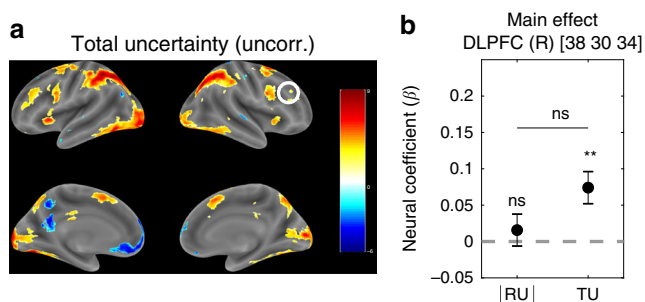 a
Total uncertainty (uncorr.)
9
0
−6
b
Main effect
DLPFC (R) [38 30 34]
Neural coefficient (β)
0.2
0.15
0.1
0.05
0
−0.05
ns
ns
**
|RU|
TU